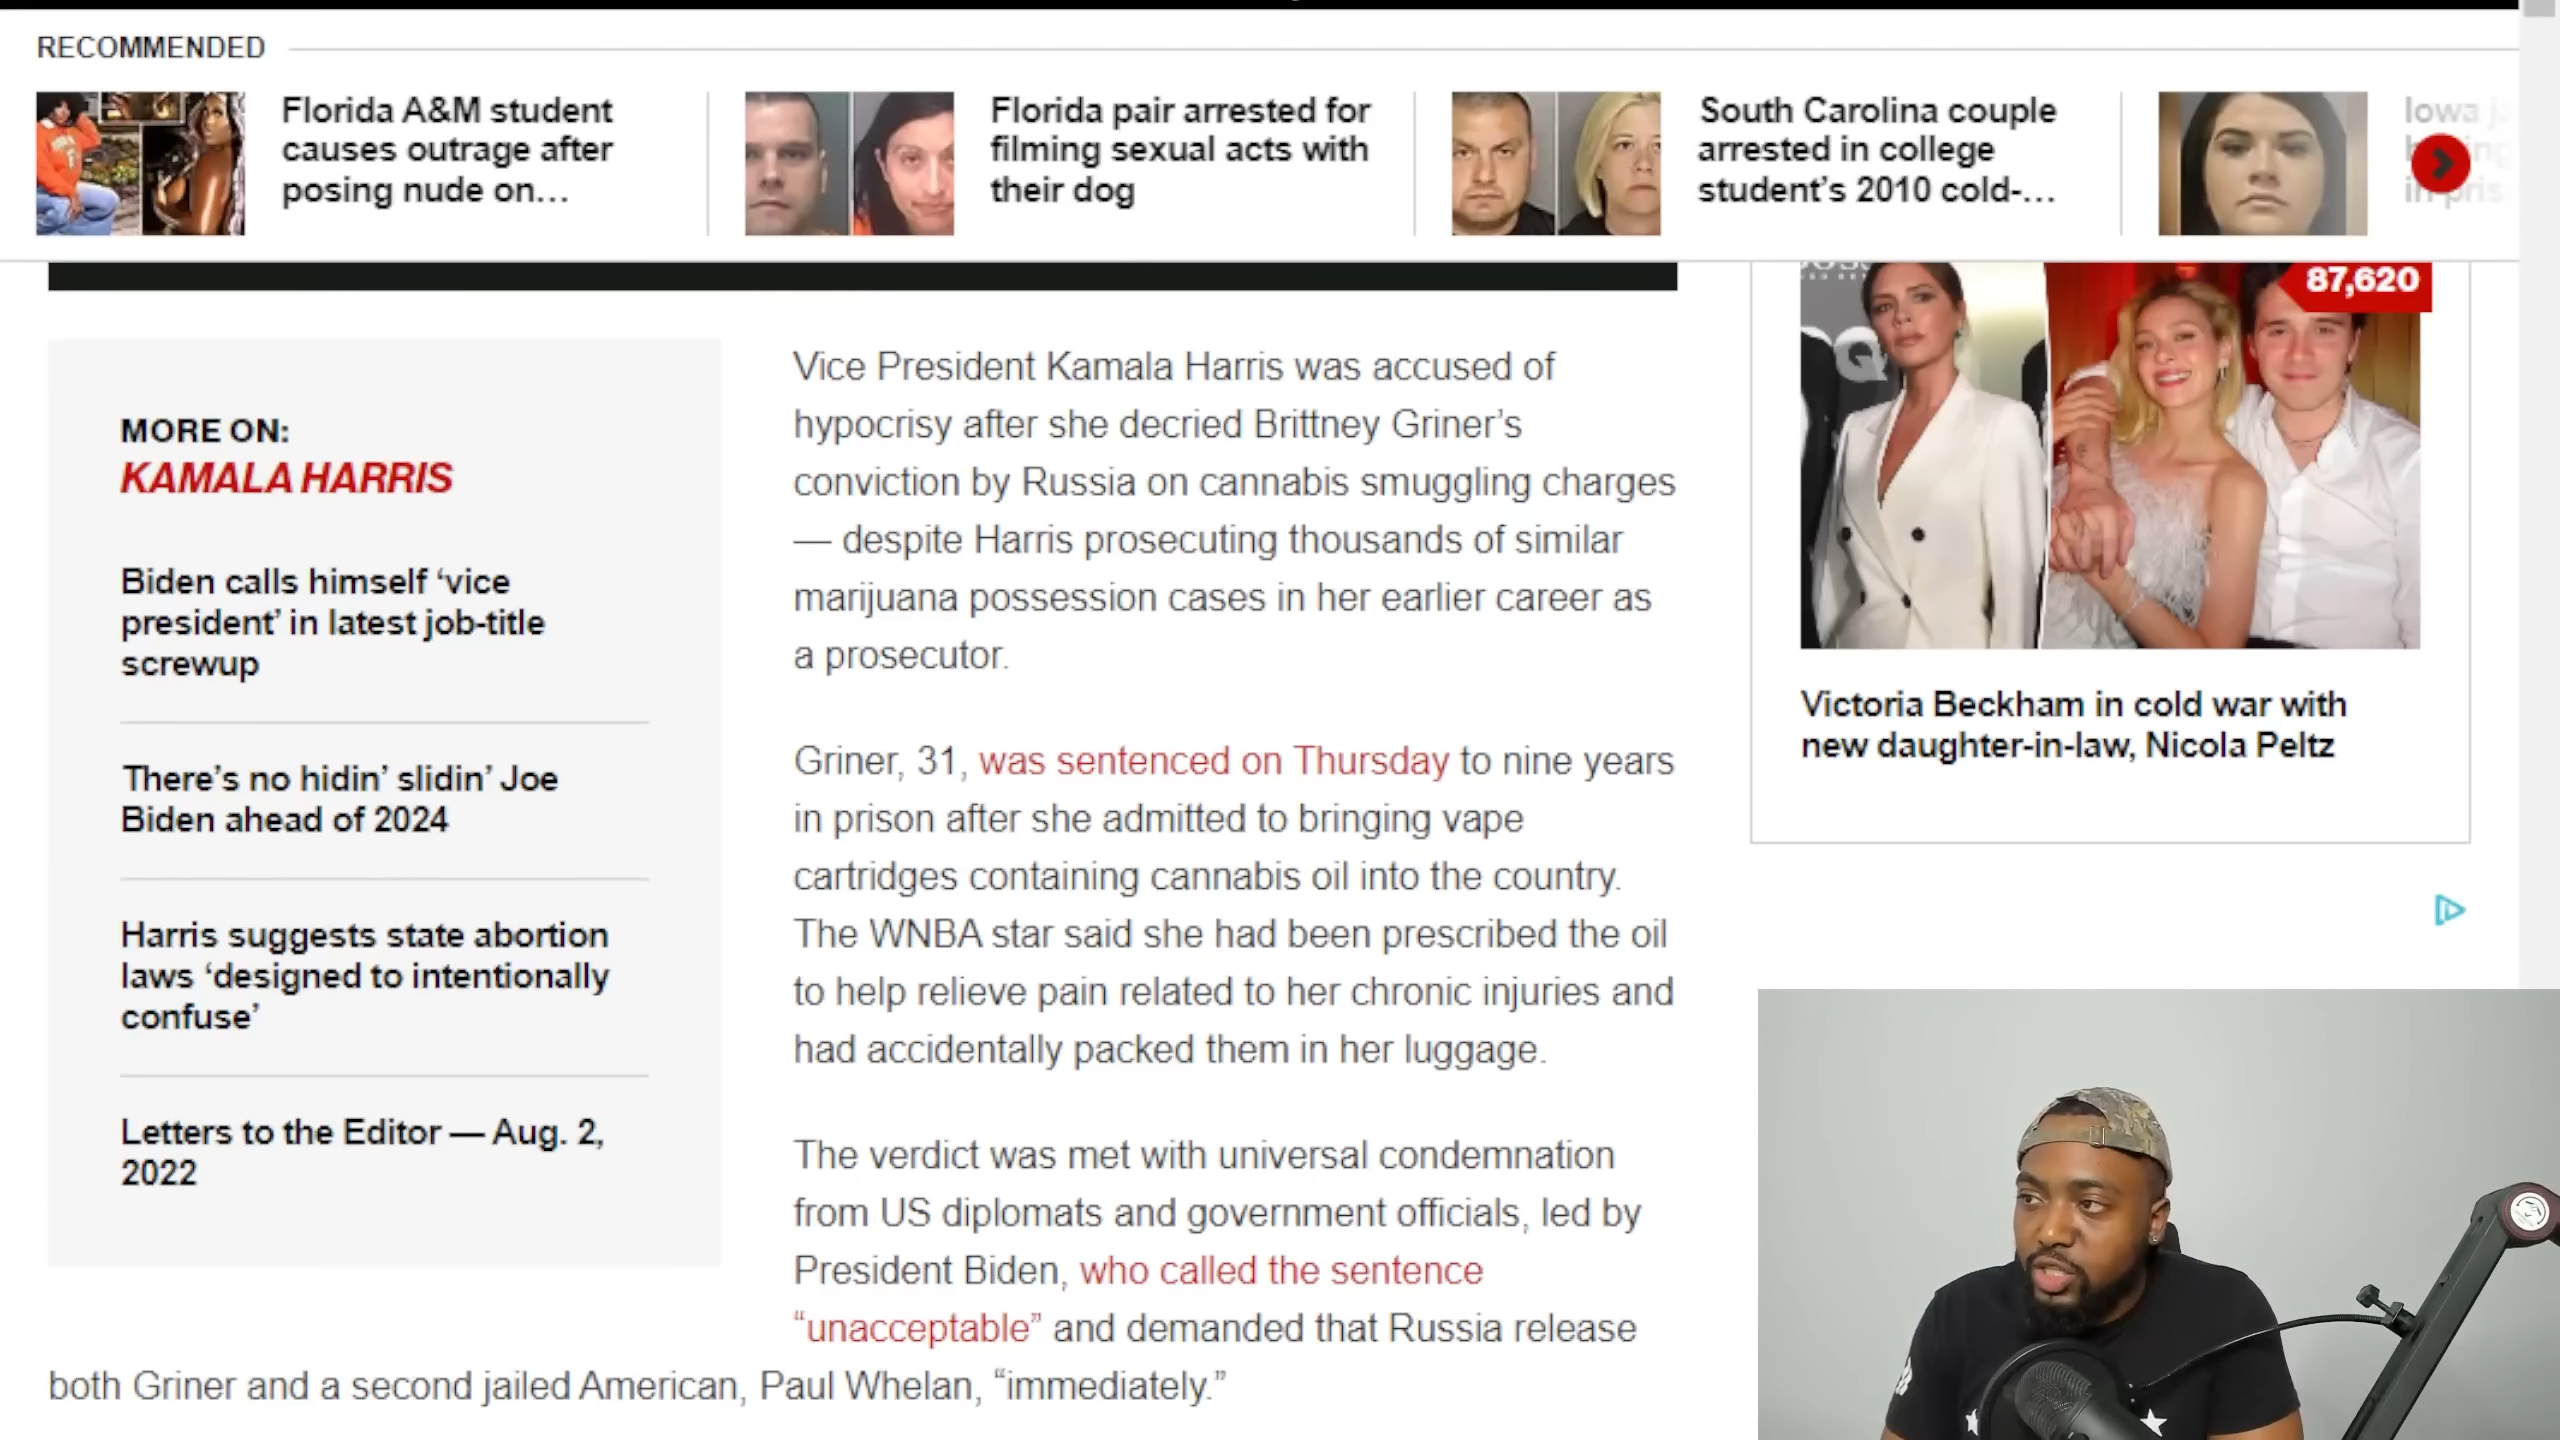 RECOMMENDED
Florida A&M student
causes outrage after
posing nude on...
Florida pair arrested for
filming sexual acts with
their dog
South Carolina couple
arrested in college
student's 2010 cold-...
Iowa
87,620
Victoria Beckham in cold war with
new daughter-in-law, Nicola Peltz
MORE ON:
KAMALA HARRIS
Biden calls himself ‘vice
president’ in latest job-title
screwup
There’s no hidin’ slidin’ Joe
Biden ahead of 2024
Harris suggests state abortion
laws ‘designed to intentionally
confuse’
Letters to the Editor — Aug. 2,
2022
Vice President Kamala Harris was accused of
hypocrisy after she decried Brittney Griner’s
conviction by Russia on cannabis smuggling charges
— despite Harris prosecuting thousands of similar
marijuana possession cases in her earlier career as
a prosecutor.
Griner, 31, was sentenced on Thursday to nine years
in prison after she admitted to bringing vape
cartridges containing cannabis oil into the country.
The WNBA star said she had been prescribed the oil
to help relieve pain related to her chronic injuries and
had accidentally packed them in her luggage.
The verdict was met with universal condemnation
from US diplomats and government officials, led by
President Biden, who called the sentence
“unacceptable” and demanded that Russia release
both Griner and a second jailed American, Paul Whelan, “immediately.”